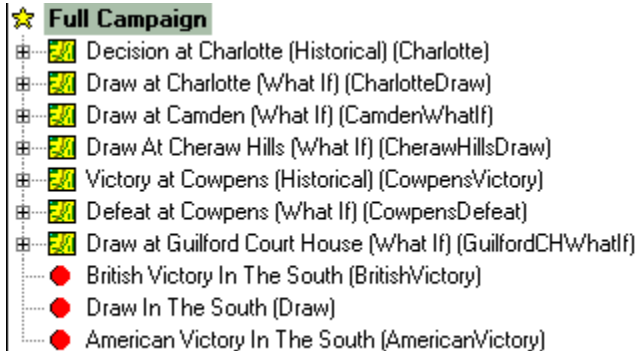 Full Campaign
Decision at Charlotte (Historical) (Charlotte)
Draw at Charlotte (What If) (CharlotteDraw)
Draw at Camden (What If) (CamdenWhatIf)
Draw At Cheraw Hills (What If) (CherawHillsDraw)
Victory at Cowpens (Historical) (CowpensVictory)
Defeat at Cowpens (What If) (CowpensDefeat)
Draw at Guilford Court House (What If) (GuilfordCHWhatIf)
British Victory In The South (BritishVictory)
Draw In The South (Draw)
American Victory In The South (AmericanVictory)